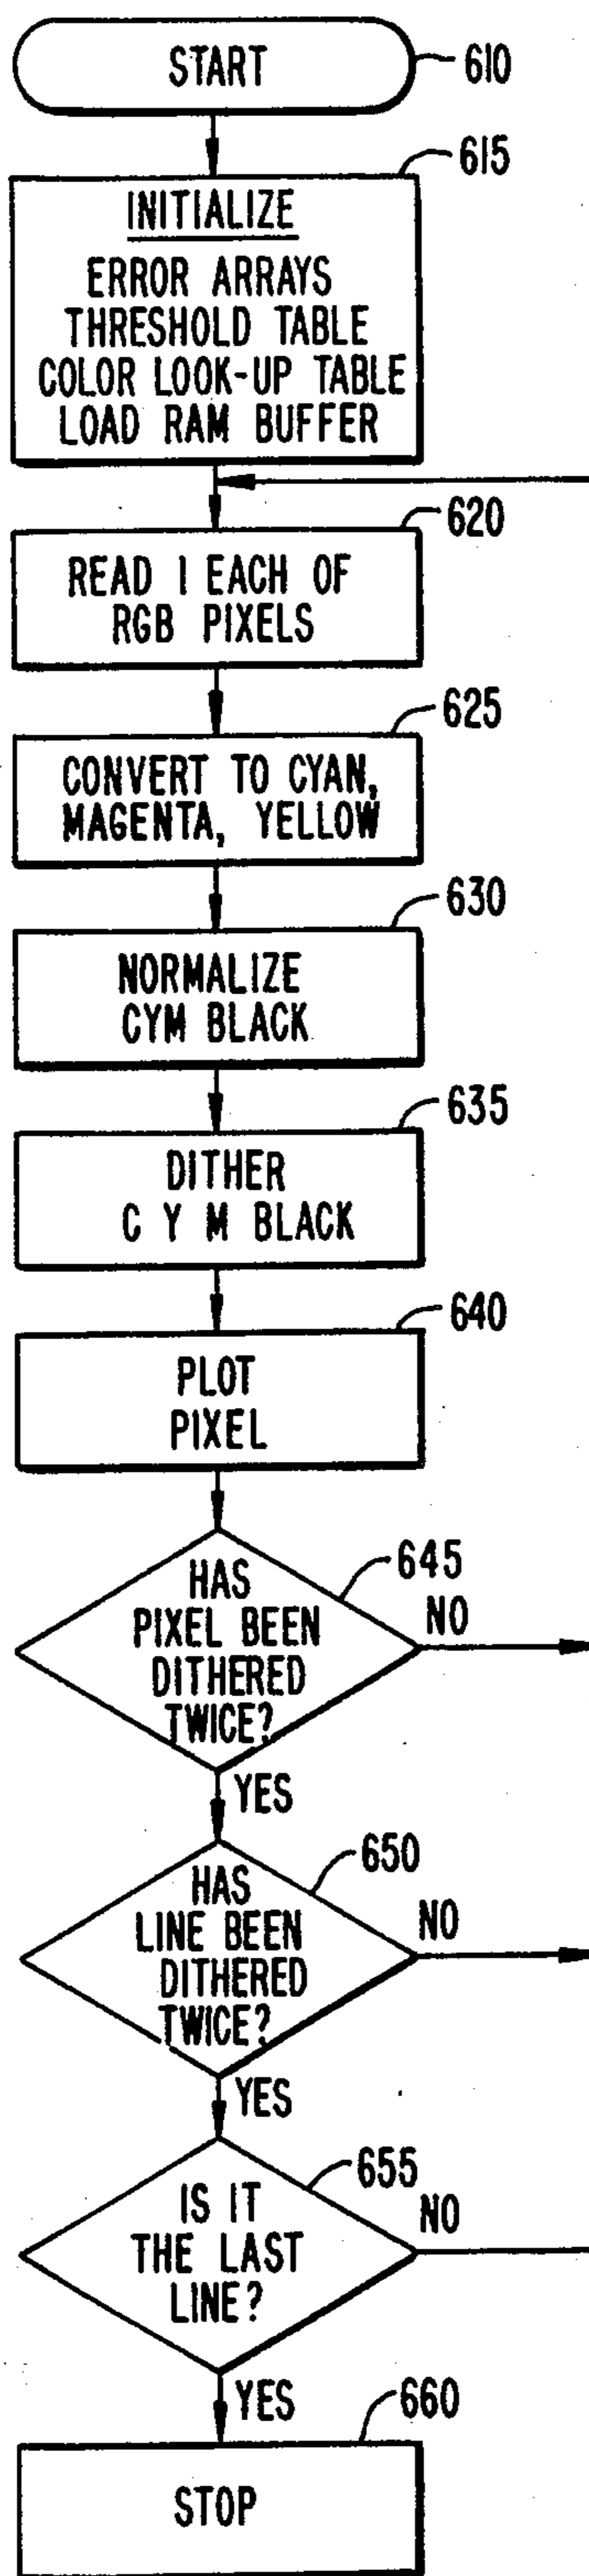 START
610
615
INITIALIZE
ERROR ARRAYS
THRESHOLD TABLE
COLOR LOOK-UP TABLE
LOAD RAM BUFFER
620
READ 1 EACH OF
RGB PIXELS
625
CONVERT TO CYAN,
MAGENTA, YELLOW
630
NORMALIZE
CYM BLACK
635
DITHER
C Y M BLACK
640
PLOT
PIXEL
645
HAS
PIXEL BEEN
DITHERED
TWICE?
NO
YES
650
HAS
LINE BEEN
DITHERED
TWICE?
NO
YES
655
IS IT
THE LAST
LINE?
NO
YES
660
STOP